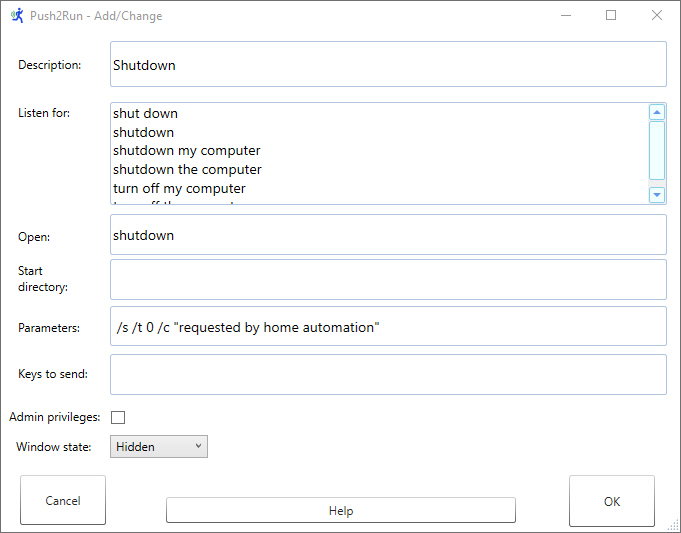 Push2Run - Add/Change
Description:
Shutdown
Listen for:
shut down
shutdown
shutdown my computer
shutdown the computer
turn off my computer
Open:
shutdown
Start
directory:
Parameters:
/s /t 0 /c "requested by home automation"
Keys to send:
Admin privileges:
Window state:
Hidden
Cancel
Help
OK